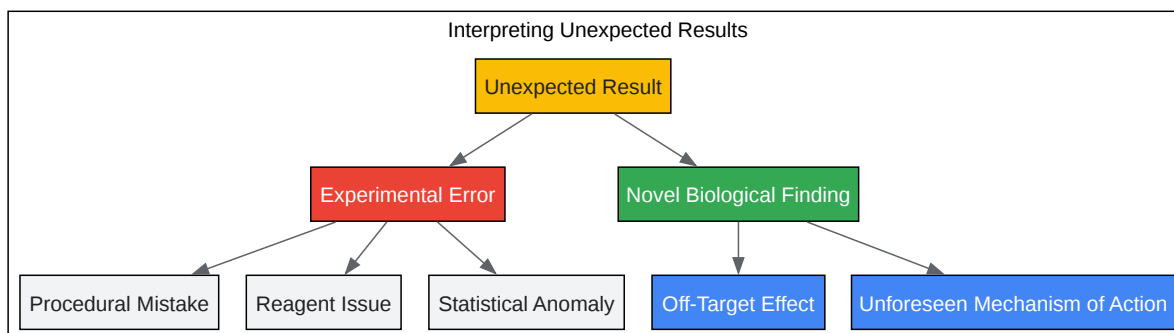 Interpreting Unexpected Results
Unexpected Result
Experimental Error
Novel Biological Finding
Procedural Mistake
Reagent Issue
Statistical Anomaly
Off-Target Effect
Unforeseen Mechanism of Action